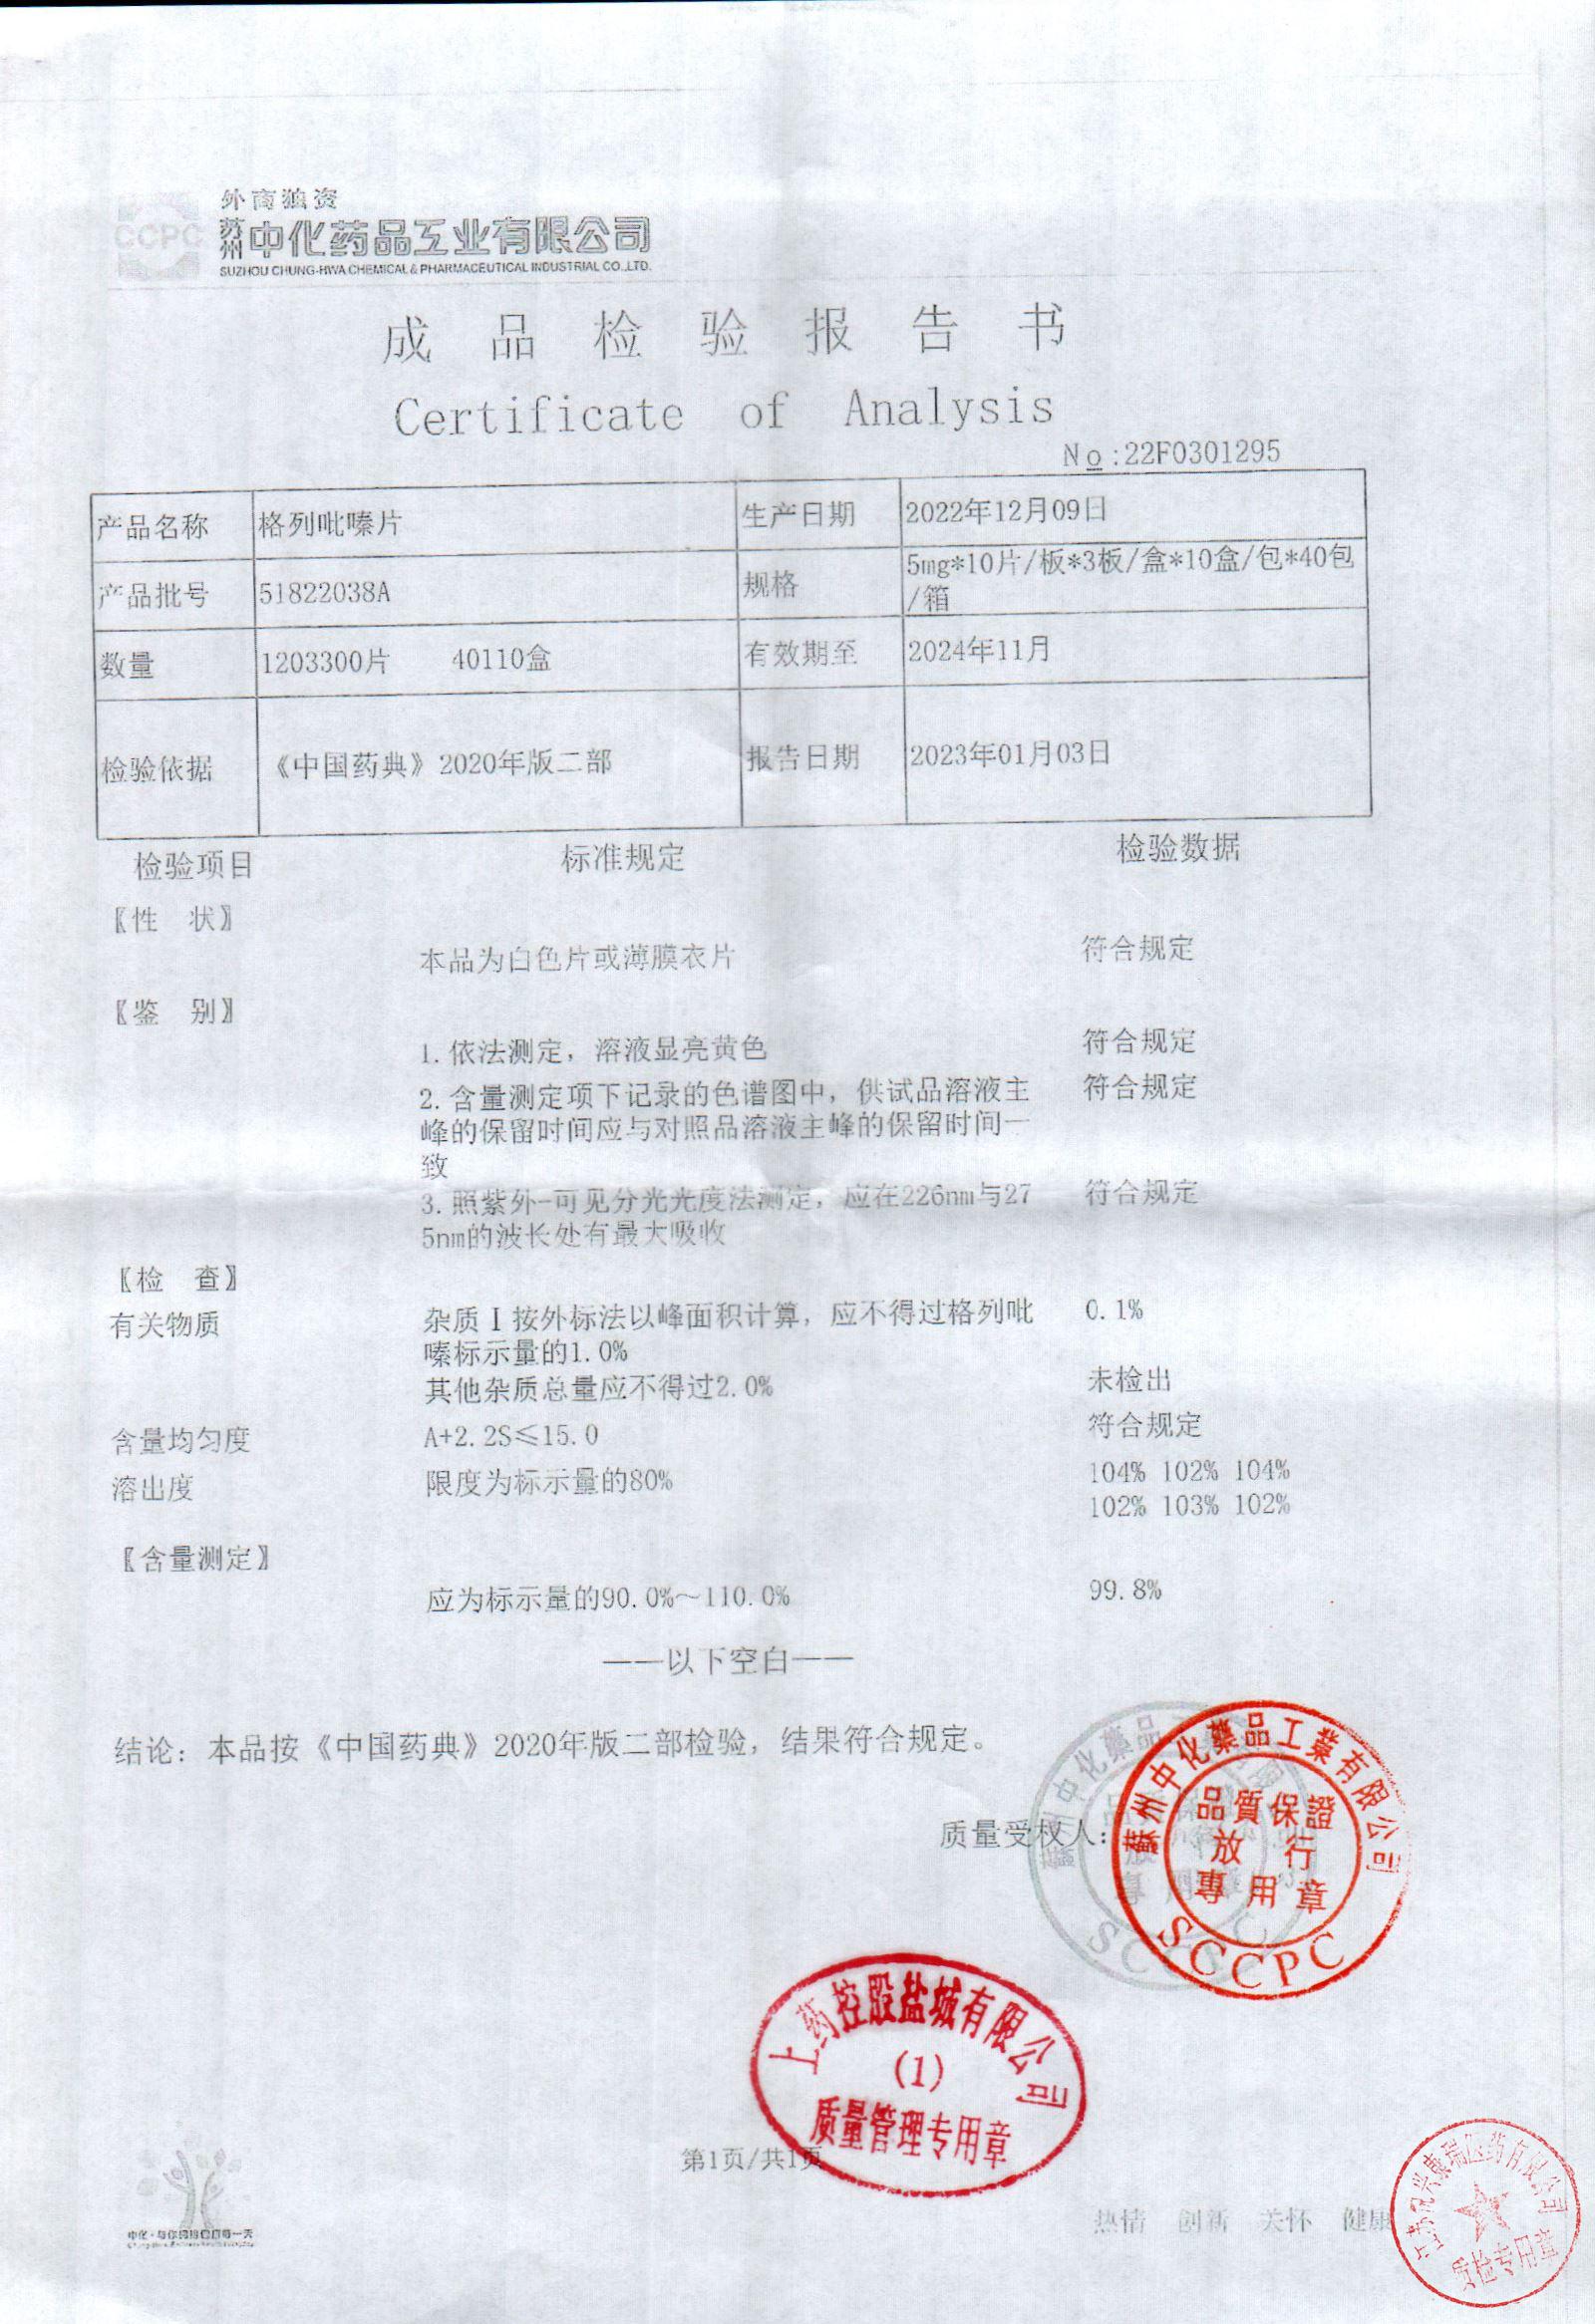 CCPC
外商独资
苏州中化药品工业有限公司
SUZHOU CHUNG-HWA CHEMICAL & PHARMACEUTICAL INDUSTRIAL CO.,LTD.
成品检验报告书
Certificate of Analysis
No:22F0301295
产品名称 格列吡嗪片 生产日期 2022年12月09日
产品批号 51822038A 规格 5mg*10片/板*3板/盒*10盒/包*40包
/箱
数量 1203300片 40110盒 有效期至 2024年11月
检验依据 《中国药典》2020年版二部 报告日期 2023年01月03日
检验项目 标准规定 检验数据
〖性 状〗
本品为白色片或薄膜衣片 符合规定
〖鉴 别〗
1.依法测定，溶液显亮黄色 符合规定
2.含量测定项下记录的色谱图中，供试品溶液主 符合规定
峰的保留时间应与对照品溶液主峰的保留时间一
致
3.照紫外-可见分光光度法测定，应在226nm与27 符合规定
5nm的波长处有最大吸收
〖检 查〗
有关物质 杂质Ⅰ按外标法以峰面积计算，应不得过格列吡 0.1%
嗪标示量的1.0%
其他杂质总量应不得过2.0% 未检出
含量均匀度 A+2.2S≤15.0 符合规定
溶出度 限度为标示量的80% 104% 102% 104%
102% 103% 102%
〖含量测定〗
应为标示量的90.0%～110.0% 99.8%
——以下空白——
结论：本品按《中国药典》2020年版二部检验，结果符合规定。
质量受权人：
蘇州中化藥品工業有限公司
品質保證
放行
專用章
SCCPC
上药控股盐城有限公司
(1)
质量管理专用章
第1页/共1页
中化·与你的每一天
热情 创新 关怀 健康
康瑞医药有限公司
质检专用章